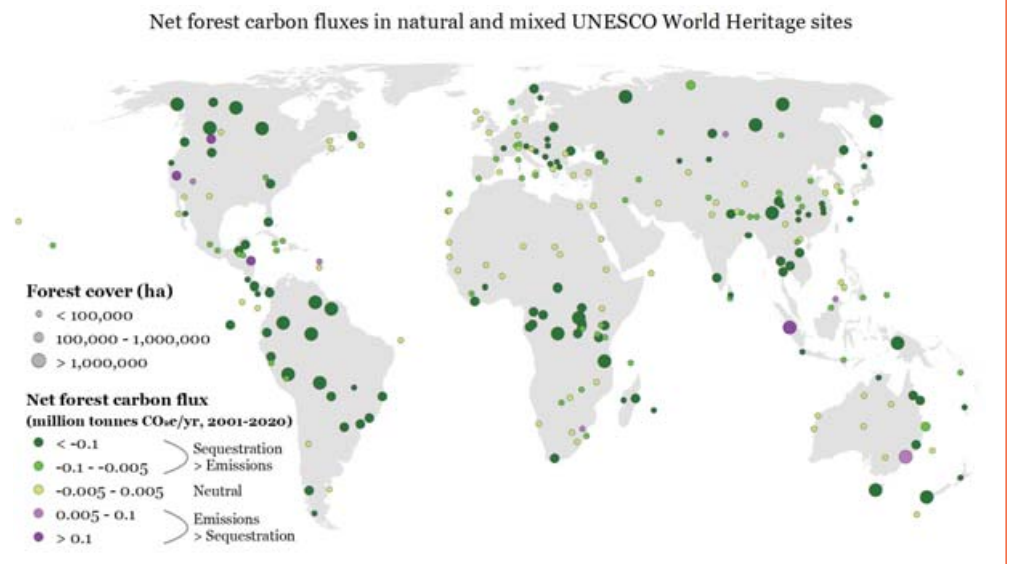 Net forest carbon fluxes in natural and mixed UNESCO World Heritage sites
Forest cover (ha)
< 100,000
100,000 - 1,000,000
> 1,000,000
Net forest carbon flux
(million tonnes CO₂e/yr, 2001-2020)
< -0.1
-0.1 - -0.005
Sequestration
> Emissions
-0.005 - 0.005
Neutral
0.005 - 0.1
> 0.1
Emissions
> Sequestration